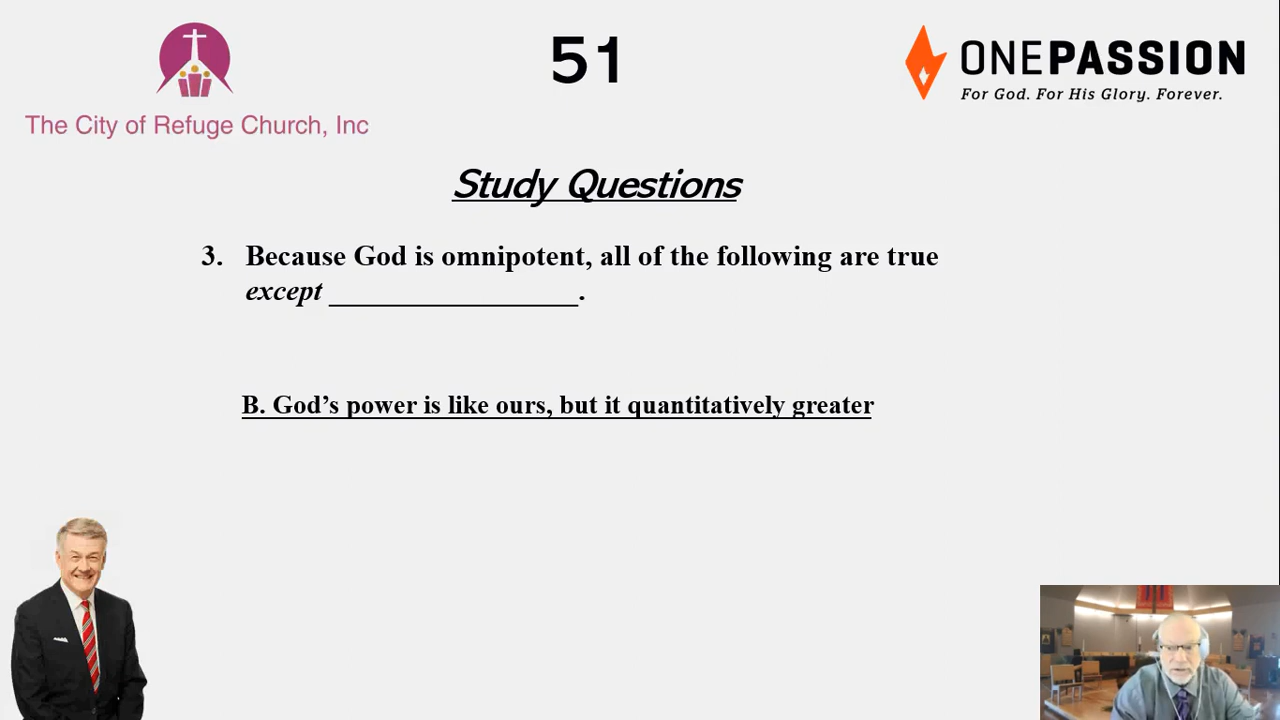 51
ONEPASSION
For God. For His Glory. Forever.
The City of Refuge Church, Inc
Study Questions
3. Because God is omnipotent, all of the following are true
except __________________.
B. God’s power is like ours, but it quantitatively greater